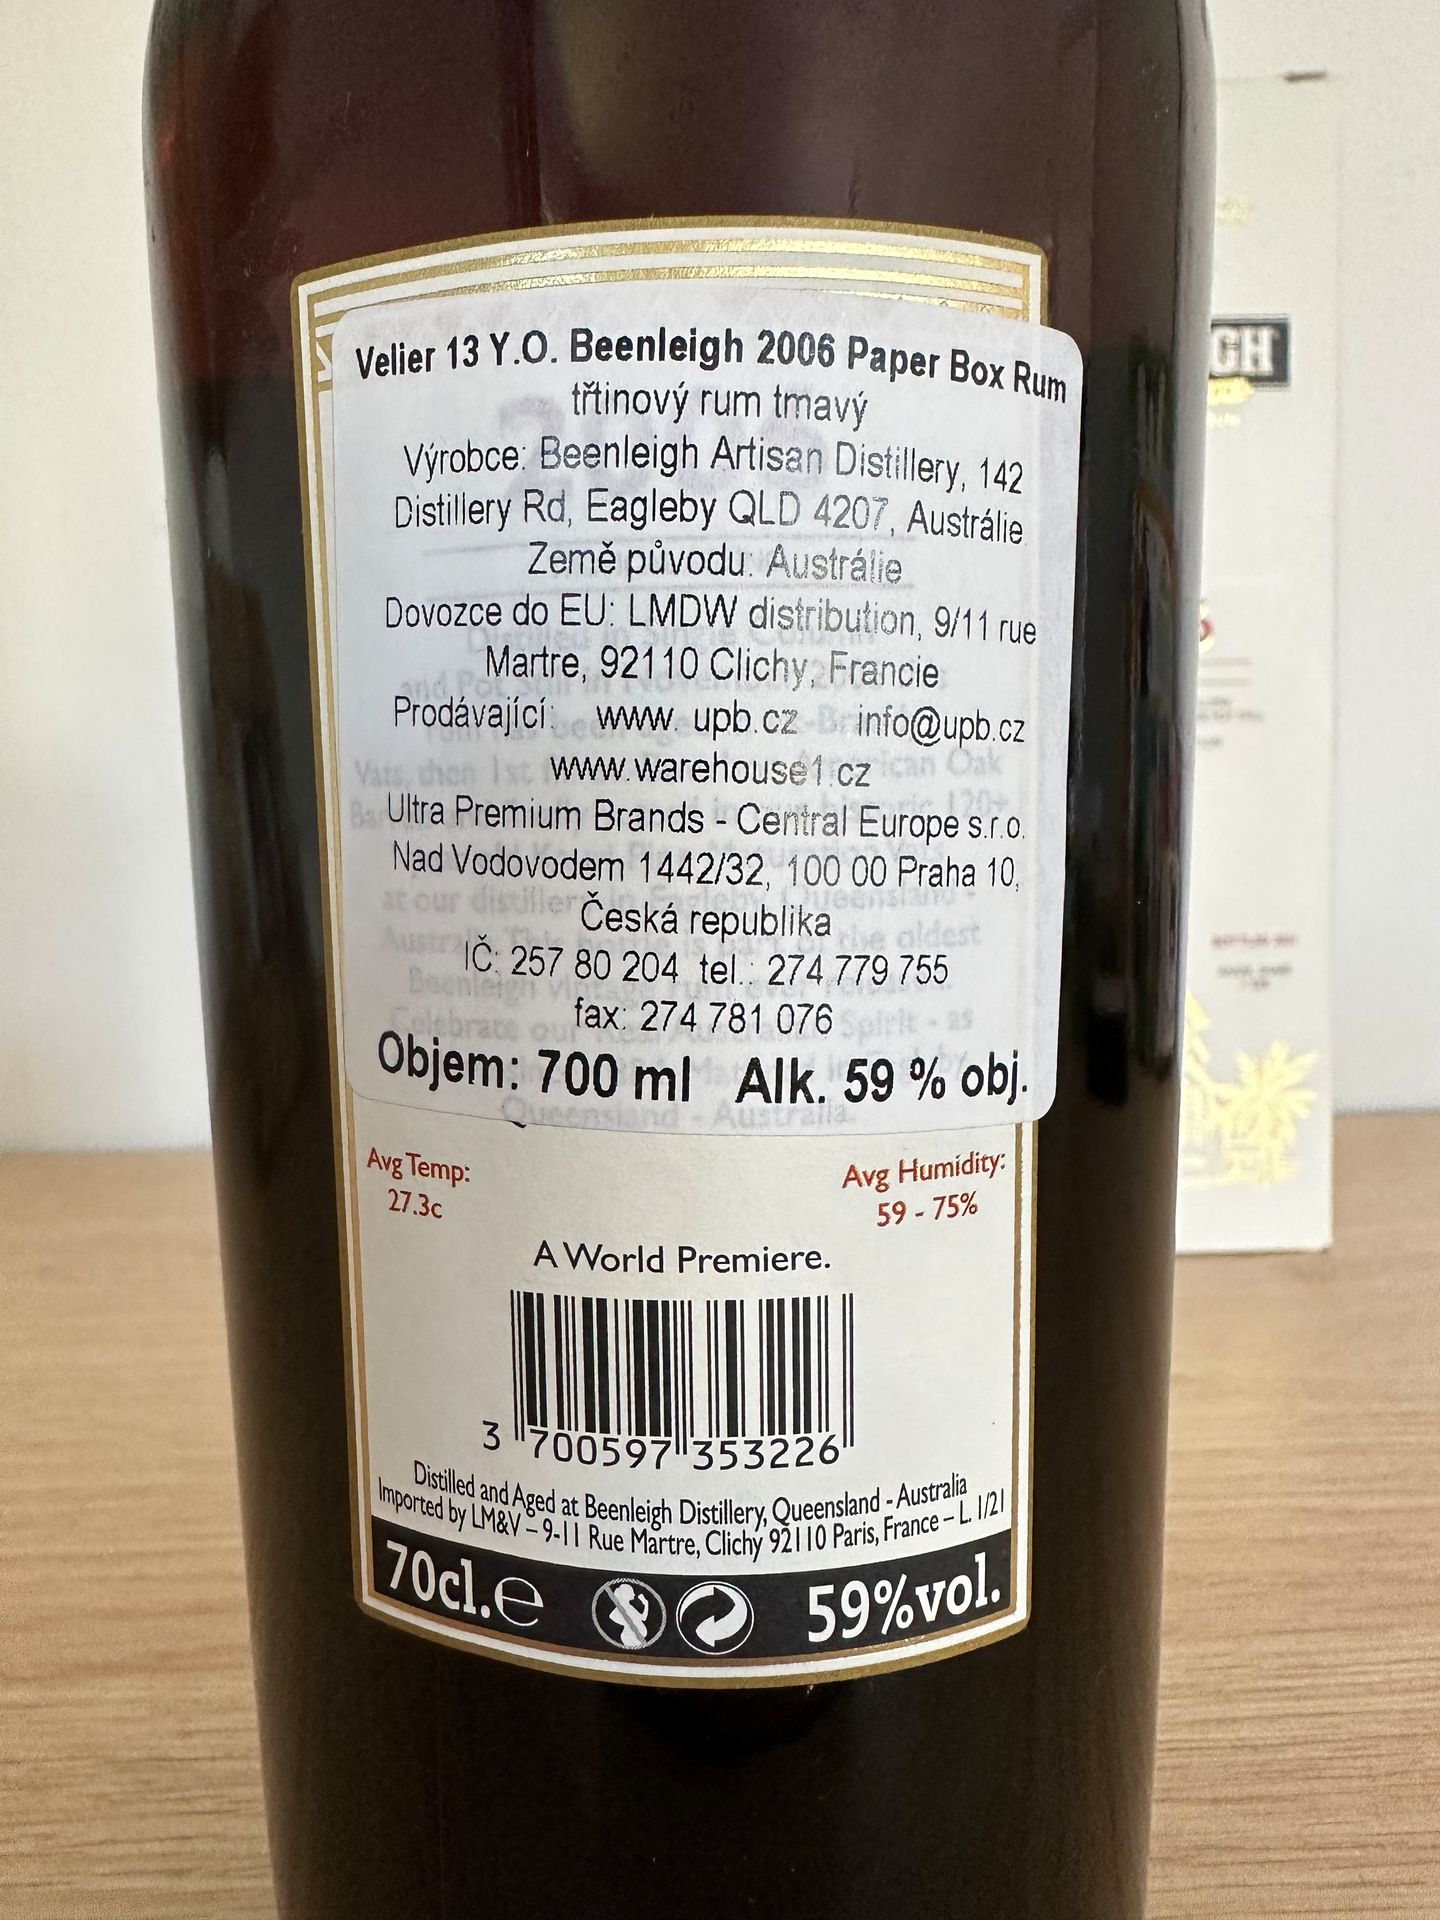 Velier 13 Y.O. Beenleigh 2006 Paper Box Rum
třtinový rum tmavý
Výrobce: Beenleigh Artisan Distillery, 142
Distillery Rd, Eagleby QLD 4207, Austrálie
Země původu: Austrálie
Dovozce do EU: LMDW distribution, 9/11 rue
Martre, 92110 Clichy, Francie
Prodávající: www. upb.cz info@upb.cz
www.warehouse1.cz
Ultra Premium Brands - Central Europe s.r.o.
Nad Vodovodem 1442/32, 100 00 Praha 10,
Česká republika
IČ: 257 80 204 tel.: 274 779 755
fax: 274 781 076
Objem: 700 ml Alk. 59 % obj.
Queensland - Australia.
Avg Temp: Avg Humidity:
27.3c 59 - 75%
A World Premiere.
3 700597 353226
Distilled and Aged at Beenleigh Distillery, Queensland - Australia
Imported by LM&V – 9-11 Rue Martre, Clichy 92110 Paris, France – L. 1/21
70cl.℮ 59%vol.